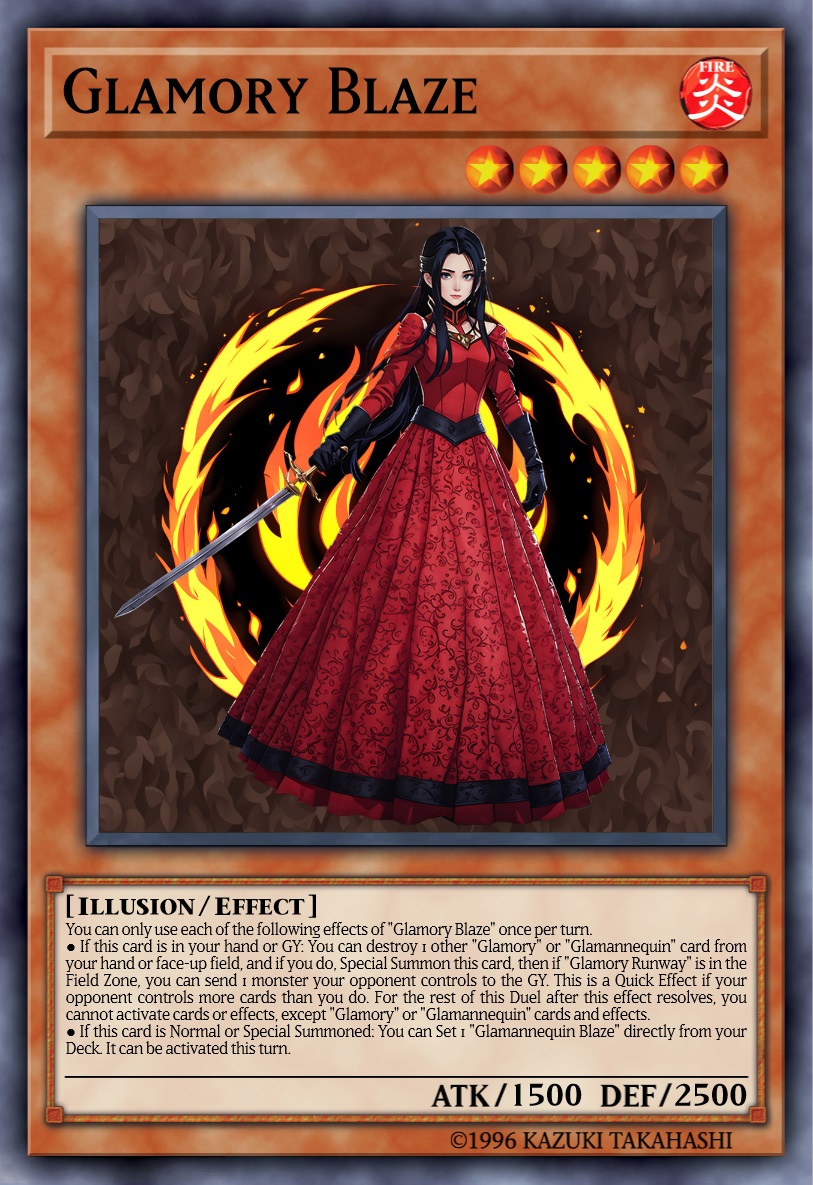 GLAMORY BLAZE
FIRE
炎
[ILLUSION/EFFECT]
You can only use each of the following effects of "Glamory Blaze" once per turn.
● If this card is in your hand or GY: You can destroy 1 other "Glamory" or "Glamannequin" card from
your hand or face-up field, and if you do, Special Summon this card, then if "Glamory Runway" is in the
Field Zone, you can send 1 monster your opponent controls to the GY. This is a Quick Effect if your
opponent controls more cards than you do. For the rest of this Duel after this effect resolves, you
cannot activate cards or effects, except "Glamory" or "Glamannequin" cards and effects.
● If this card is Normal or Special Summoned: You can Set 1 "Glamannequin Blaze" directly from your
Deck. It can be activated this turn.
ATK/1500 DEF/2500
©1996 KAZUKI TAKAHASHI